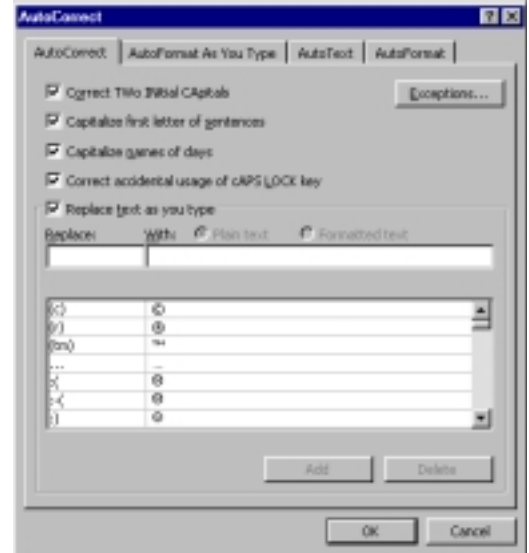 AutoCorrect
AutoCorrect AutoFormat As You Type AutoText AutoFormat
Correct TWo INitial CApitals Exceptions...
Capitalize first letter of sentences
Capitalize names of days
Correct accidental usage of cAPS LOCK key
Replace text as you type
Replace: With: Plain text Formatted text
(c) ©
(r) ®
(tm) ™
... …
:( ☹
:-( ☹
:) ☺
Add Delete
OK Cancel